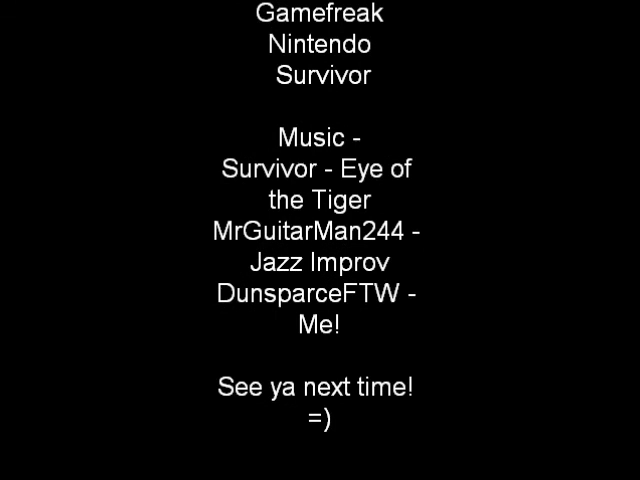 Gamefreak
Nintendo
Survivor
Music -
Survivor - Eye of
the Tiger
MrGuitarMan244 -
Jazz Improv
DunsparceFTW -
Me!
See ya next time!
=)